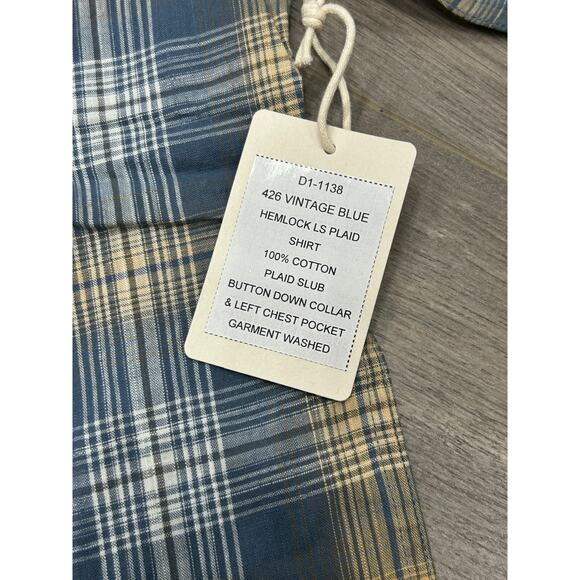 D1-1138
426 VINTAGE BLUE
HEMLOCK LS PLAID
SHIRT
100% COTTON
PLAID SLUB
BUTTON DOWN COLLAR
& LEFT CHEST POCKET
GARMENT WASHED